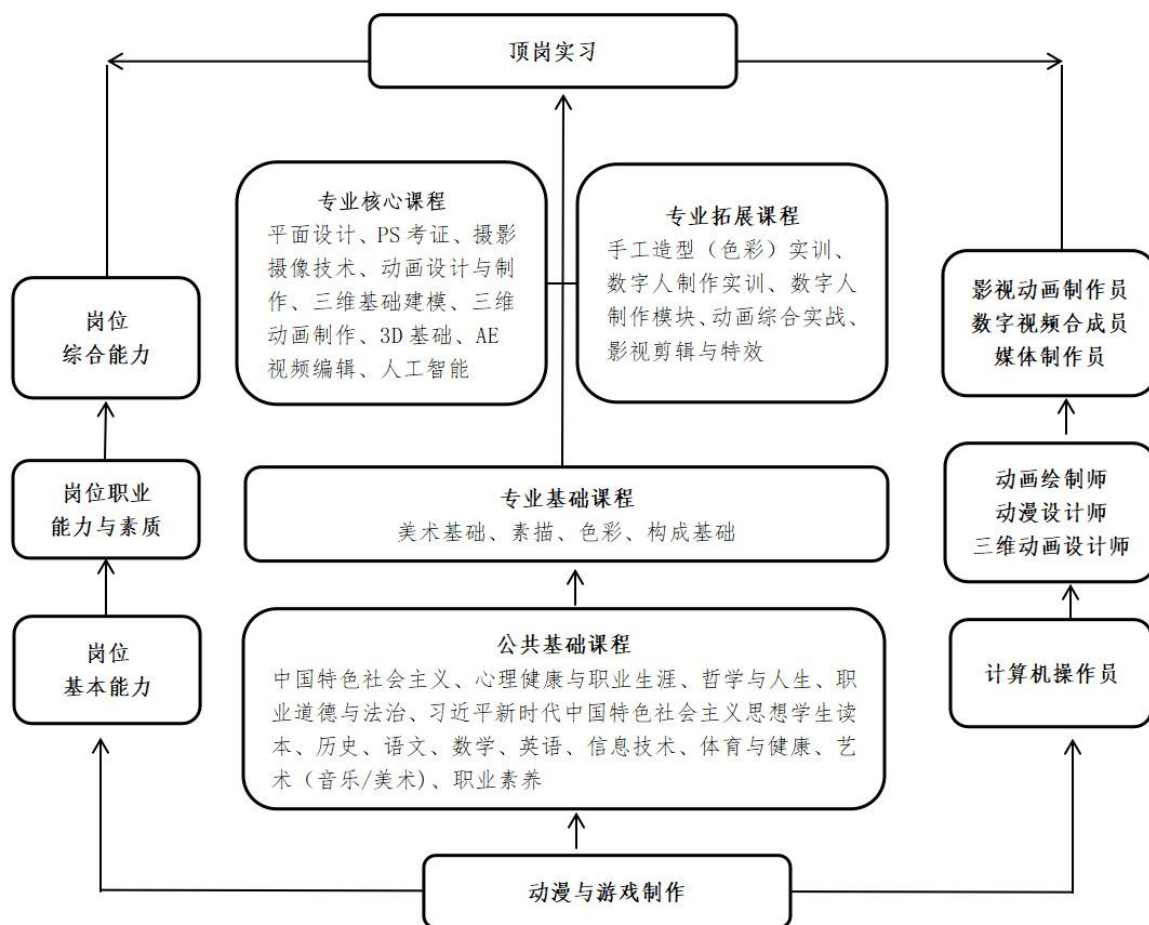 顶岗实习
专业核心课程
平面设计、PS 考证、摄影
摄像技术、动画设计与制
作、三维基础建模、三维
动画制作、3D 基础、AE
视频编辑、人工智能
专业拓展课程
手工造型（色彩）实训、
数字人制作实训、数字人
制作模块、动画综合实战、
影视剪辑与特效
岗位
综合能力
影视动画制作员
数字视频合成员
媒体制作员
岗位职业
能力与素质
专业基础课程
美术基础、素描、色彩、构成基础
动画绘制师
动漫设计师
三维动画设计师
岗位
基本能力
公共基础课程
中国特色社会主义、心理健康与职业生涯、哲学与人生、职
业道德与法治、习近平新时代中国特色社会主义思想学生读
本、历史、语文、数学、英语、信息技术、体育与健康、艺
术（音乐/美术)、职业素养
计算机操作员
动漫与游戏制作